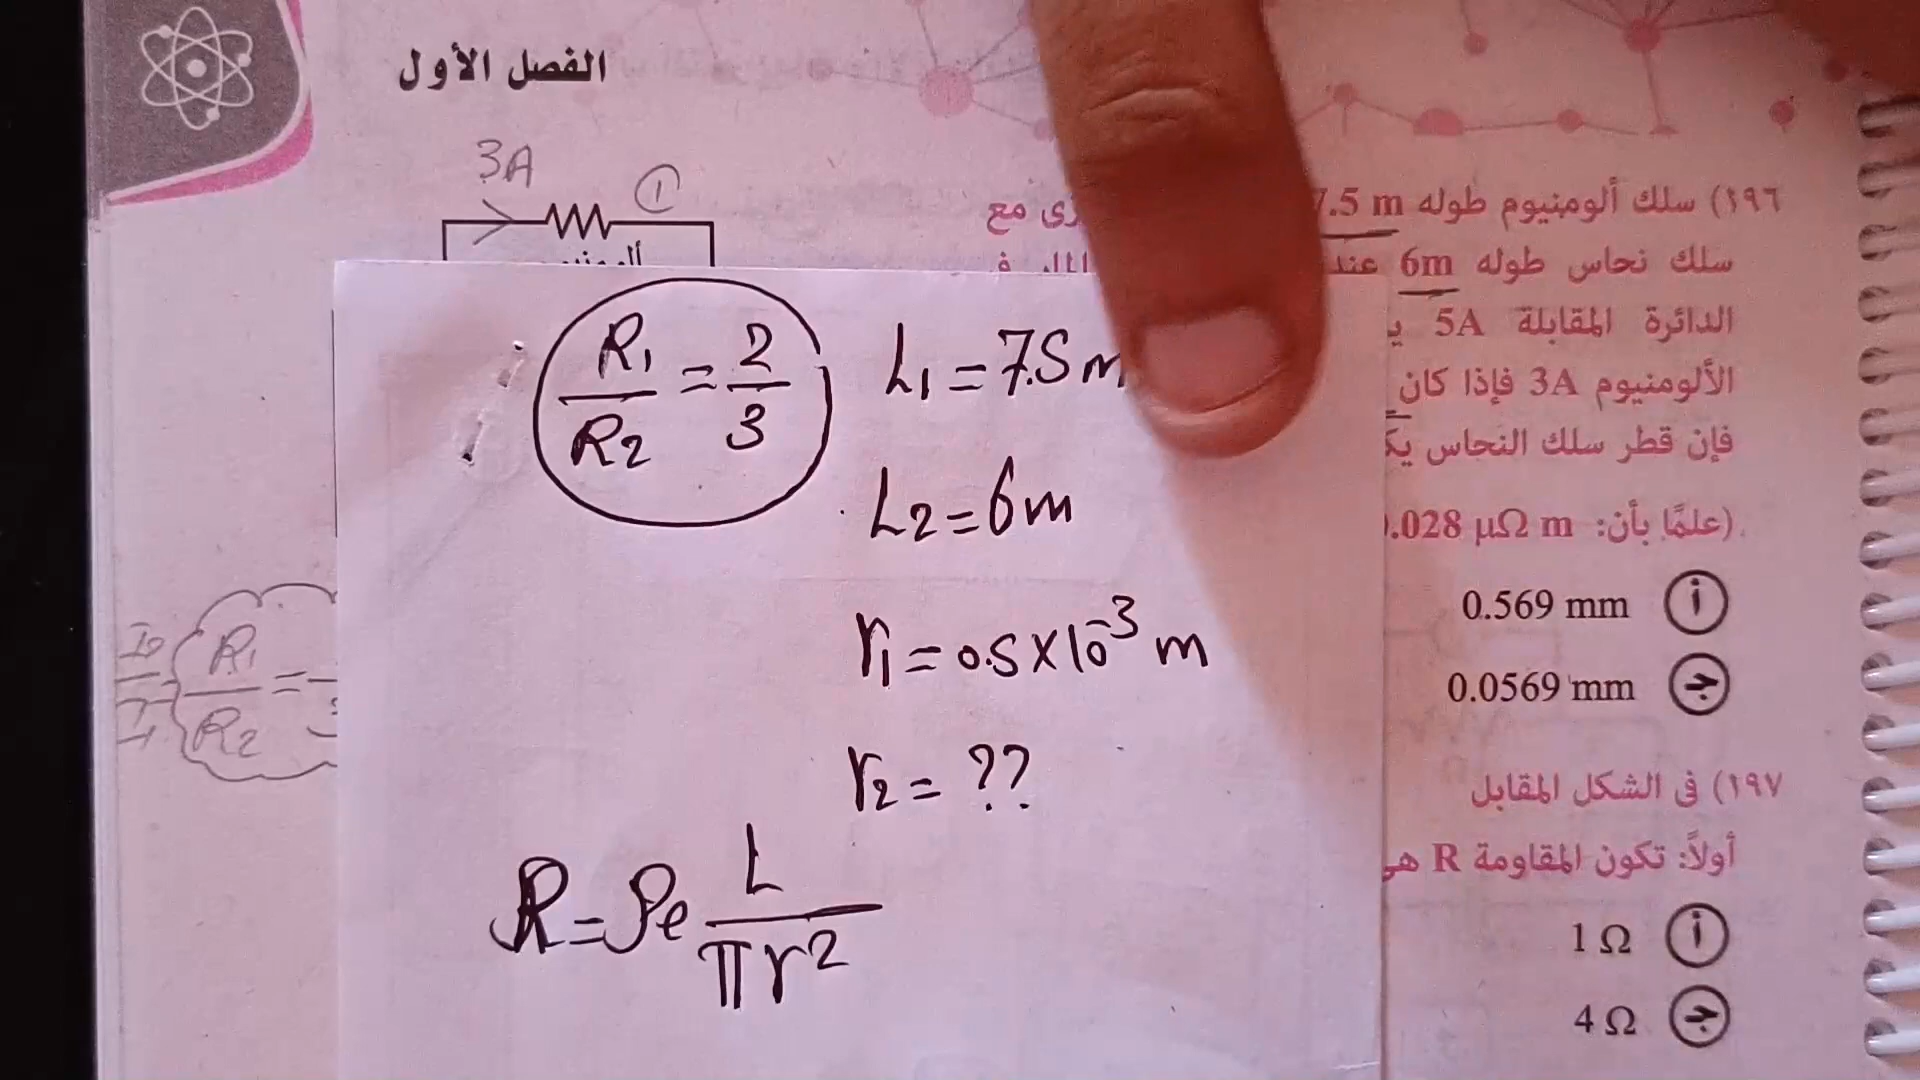 الفصل الأول
3A
①
١٩٦) سلك ألومنيوم طوله 7.5 m
مع
سلك نحاس طوله 6m عند
الدائرة المقابلة 5A
الألومنيوم 3A فإذا كان
فإن قطر سلك النحاس
(علمًا بأن: .028 μΩ m
أ 0.569 mm
ج 0.0569 mm
١٩٧) فى الشكل المقابل
أولاً: تكون المقاومة R هى
أ 1 Ω
ج 4 Ω
R1/R2 = 2/3
L1 = 7.5 m
L2 = 6m
r1 = 0.5 x 10^-3 m
r2 = ??
R = ρe L/πr²
R1/R2 =